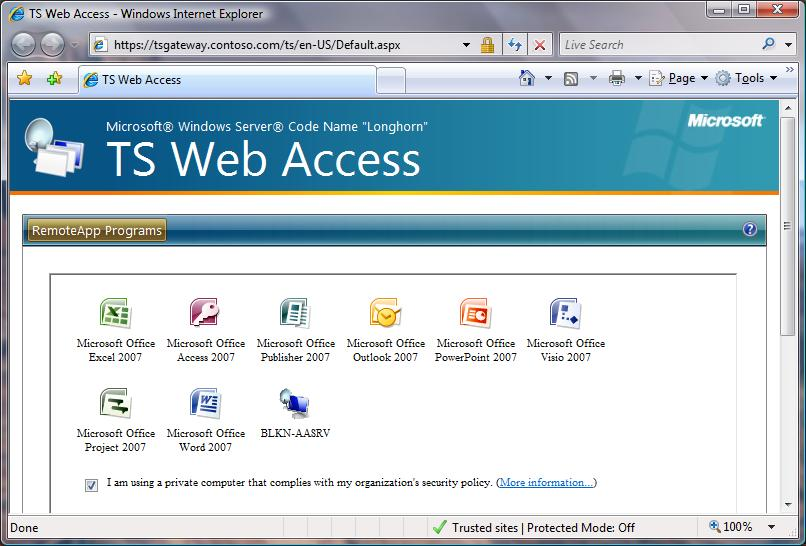 TS Web Access - Windows Internet Explorer
https://tsgateway.contoso.com/ts/en-US/Default.aspx
Live Search
TS Web Access
Page
Tools
Microsoft® Windows Server® Code Name "Longhorn"
Microsoft
TS Web Access
RemoteApp Programs
Microsoft Office Excel 2007
Microsoft Office Access 2007
Microsoft Office Publisher 2007
Microsoft Office Outlook 2007
Microsoft Office PowerPoint 2007
Microsoft Office Visio 2007
Microsoft Office Project 2007
Microsoft Office Word 2007
BLKN-AA8RV
I am using a private computer that complies with my organization's security policy. (More information...)
Done
Trusted sites | Protected Mode: Off
100%